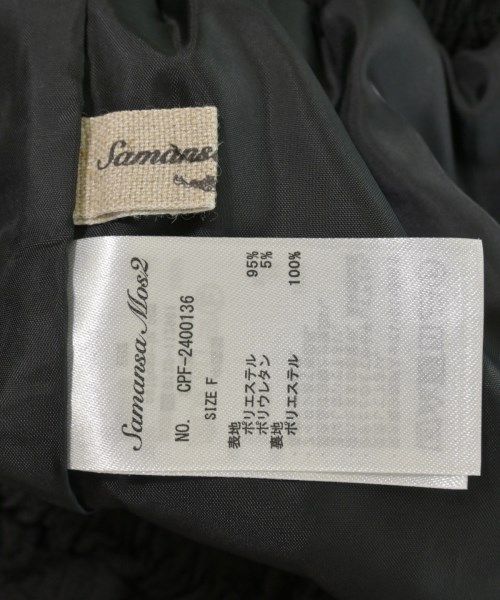 Samans
Samansa Mos2
NO. CPF-2400136
SIZE F
表地
ポリエステル 95%
ポリウレタン 5%
裏地
ポリエステル 100%